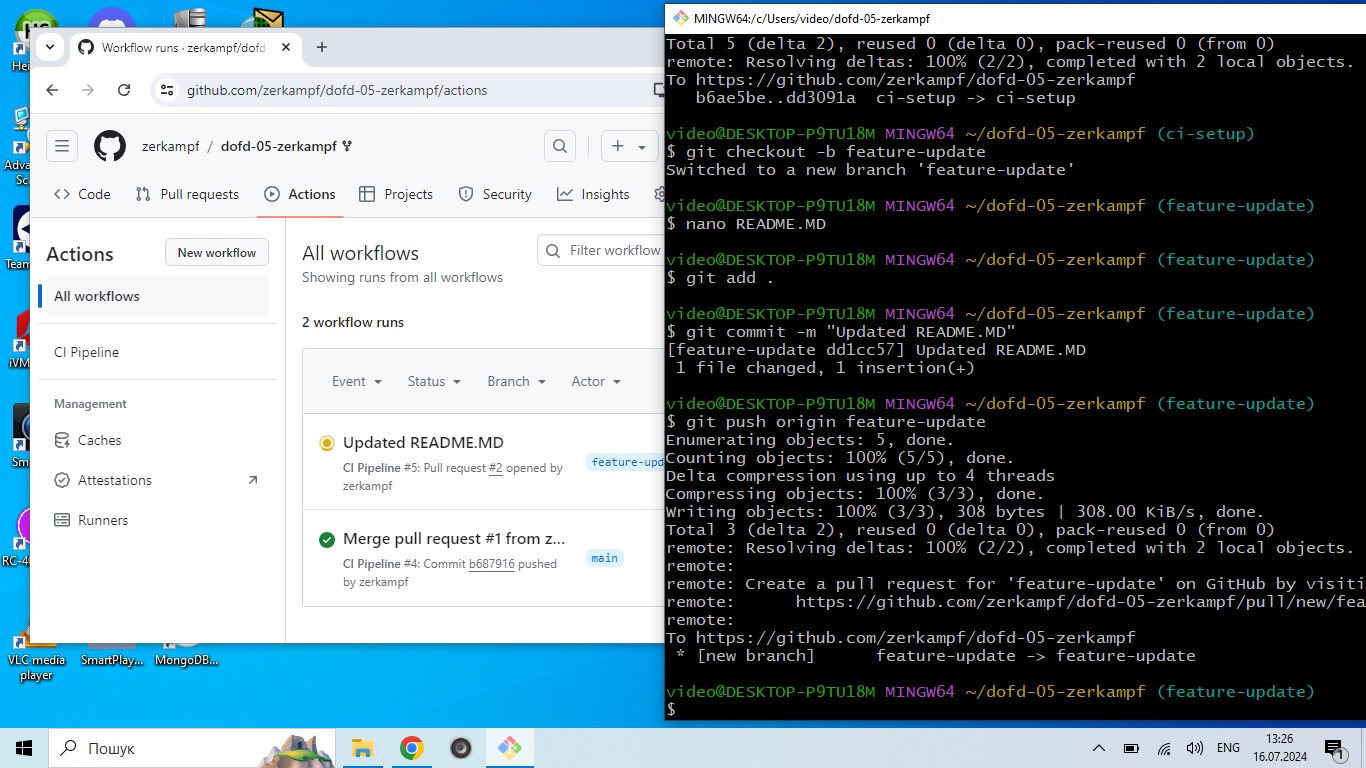 Workflow runs · zerkampf/dofd
github.com/zerkampf/dofd-05-zerkampf/actions
zerkampf / dofd-05-zerkampf
Code
Pull requests
Actions
Projects
Security
Insights
Actions
New workflow
All workflows
CI Pipeline
Management
Caches
Attestations
Runners
All workflows
Showing runs from all workflows
Filter workflow
2 workflow runs
Event
Status
Branch
Actor
Updated README.MD
CI Pipeline #5: Pull request #2 opened by
zerkampf
feature-upd
Merge pull request #1 from z...
CI Pipeline #4: Commit b687916 pushed
by zerkampf
main
MINGW64:/c/Users/video/dofd-05-zerkampf
Total 5 (delta 2), reused 0 (delta 0), pack-reused 0 (from 0)
remote: Resolving deltas: 100% (2/2), completed with 2 local objects.
To https://github.com/zerkampf/dofd-05-zerkampf
b6ae5be..dd3091a  ci-setup -> ci-setup
video@DESKTOP-P9TU18M MINGW64 ~/dofd-05-zerkampf (ci-setup)
$ git checkout -b feature-update
Switched to a new branch 'feature-update'
video@DESKTOP-P9TU18M MINGW64 ~/dofd-05-zerkampf (feature-update)
$ nano README.MD
video@DESKTOP-P9TU18M MINGW64 ~/dofd-05-zerkampf (feature-update)
$ git add .
video@DESKTOP-P9TU18M MINGW64 ~/dofd-05-zerkampf (feature-update)
$ git commit -m "Updated README.MD"
[feature-update dd1cc57] Updated README.MD
1 file changed, 1 insertion(+)
video@DESKTOP-P9TU18M MINGW64 ~/dofd-05-zerkampf (feature-update)
$ git push origin feature-update
Enumerating objects: 5, done.
Counting objects: 100% (5/5), done.
Delta compression using up to 4 threads
Compressing objects: 100% (3/3), done.
Writing objects: 100% (3/3), 308 bytes | 308.00 KiB/s, done.
Total 3 (delta 2), reused 0 (delta 0), pack-reused 0 (from 0)
remote: Resolving deltas: 100% (2/2), completed with 2 local objects.
remote:
remote: Create a pull request for 'feature-update' on GitHub by visiti
remote:      https://github.com/zerkampf/dofd-05-zerkampf/pull/new/fea
remote:
To https://github.com/zerkampf/dofd-05-zerkampf
* [new branch]      feature-update -> feature-update
video@DESKTOP-P9TU18M MINGW64 ~/dofd-05-zerkampf (feature-update)
$
VLC media
player
SmartPlay...
MongoDB...
Пошук
ENG
13:26
16.07.2024
1